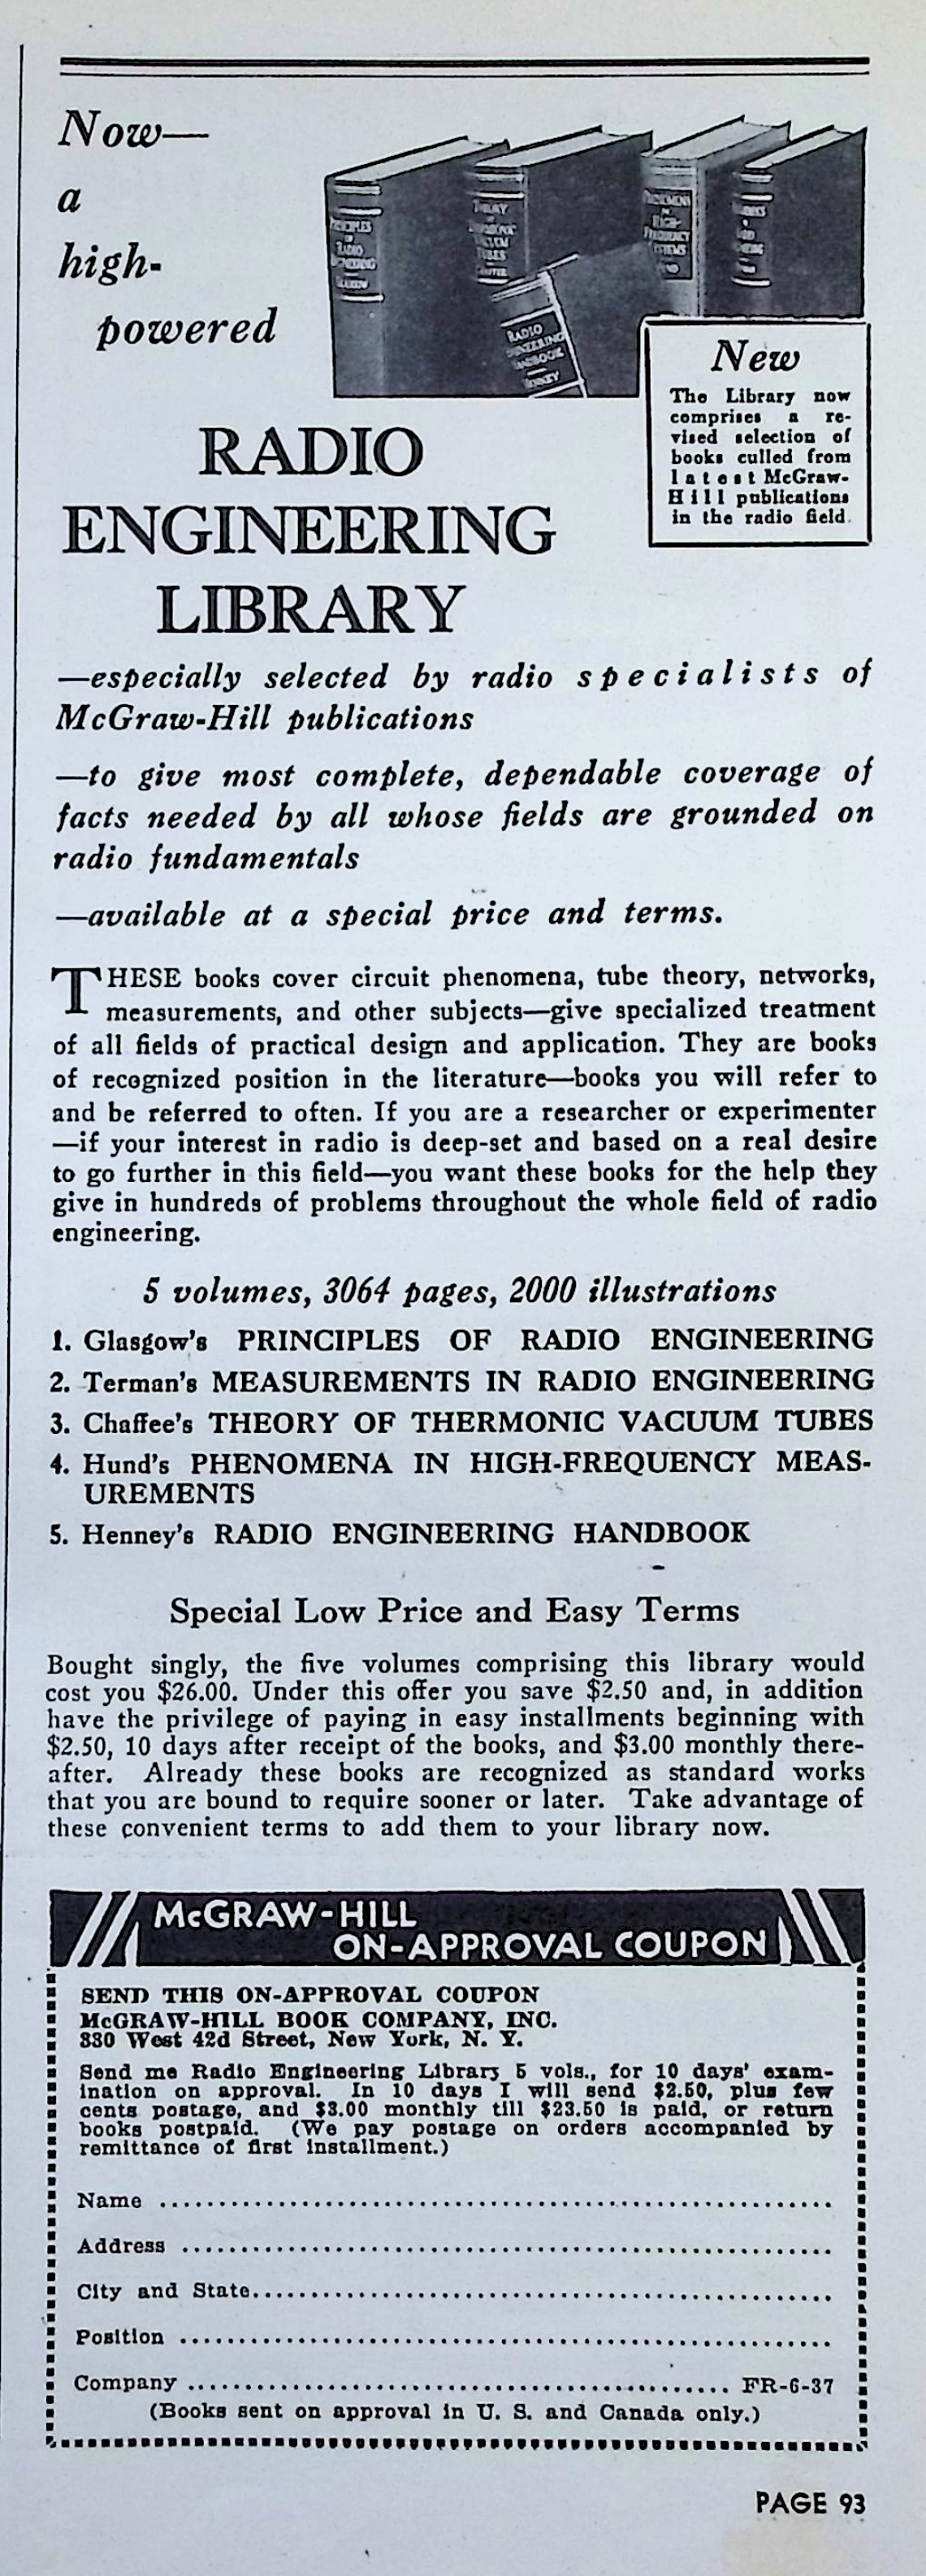 Now—
a
high-
powered
PRINCIPLES
RADIO
ENGINEERING
GLASGOW
THEORY
VACUUM
TUBES
CHAFFEE
PHENOMENA
HIGH-
FREQUENCY
SYSTEMS
RADIO
ENGINEERING
HANDBOOK
HENNEY
New
The Library now
comprises a re-
vised selection of
books culled from
latest McGraw-
Hill publications
in the radio field.
RADIO
ENGINEERING
LIBRARY
—especially selected by radio specialists of
McGraw-Hill publications
—to give most complete, dependable coverage of
facts needed by all whose fields are grounded on
radio fundamentals
—available at a special price and terms.
THESE books cover circuit phenomena, tube theory, networks,
measurements, and other subjects—give specialized treatment
of all fields of practical design and application. They are books
of recognized position in the literature—books you will refer to
and be referred to often. If you are a researcher or experimenter
—if your interest in radio is deep-set and based on a real desire
to go further in this field—you want these books for the help they
give in hundreds of problems throughout the whole field of radio
engineering.
5 volumes, 3064 pages, 2000 illustrations
1. Glasgow's PRINCIPLES OF RADIO ENGINEERING
2. Terman's MEASUREMENTS IN RADIO ENGINEERING
3. Chaffee's THEORY OF THERMONIC VACUUM TUBES
4. Hund's PHENOMENA IN HIGH-FREQUENCY MEAS-
UREMENTS
5. Henney's RADIO ENGINEERING HANDBOOK
Special Low Price and Easy Terms
Bought singly, the five volumes comprising this library would
cost you $26.00. Under this offer you save $2.50 and, in addition
have the privilege of paying in easy installments beginning with
$2.50, 10 days after receipt of the books, and $3.00 monthly there-
after. Already these books are recognized as standard works
that you are bound to require sooner or later. Take advantage of
these convenient terms to add them to your library now.
McGRAW-HILL
ON-APPROVAL COUPON
SEND THIS ON-APPROVAL COUPON
McGRAW-HILL BOOK COMPANY, INC.
330 West 42d Street, New York, N. Y.
Send me Radio Engineering Library 5 vols., for 10 days' exam-
ination on approval. In 10 days I will send $2.50, plus few
cents postage, and $3.00 monthly till $23.50 is paid, or return
books postpaid. (We pay postage on orders accompanied by
remittance of first installment.)
Name
Address
City and State
Position
Company FR-6-37
(Books sent on approval in U. S. and Canada only.)
PAGE 93